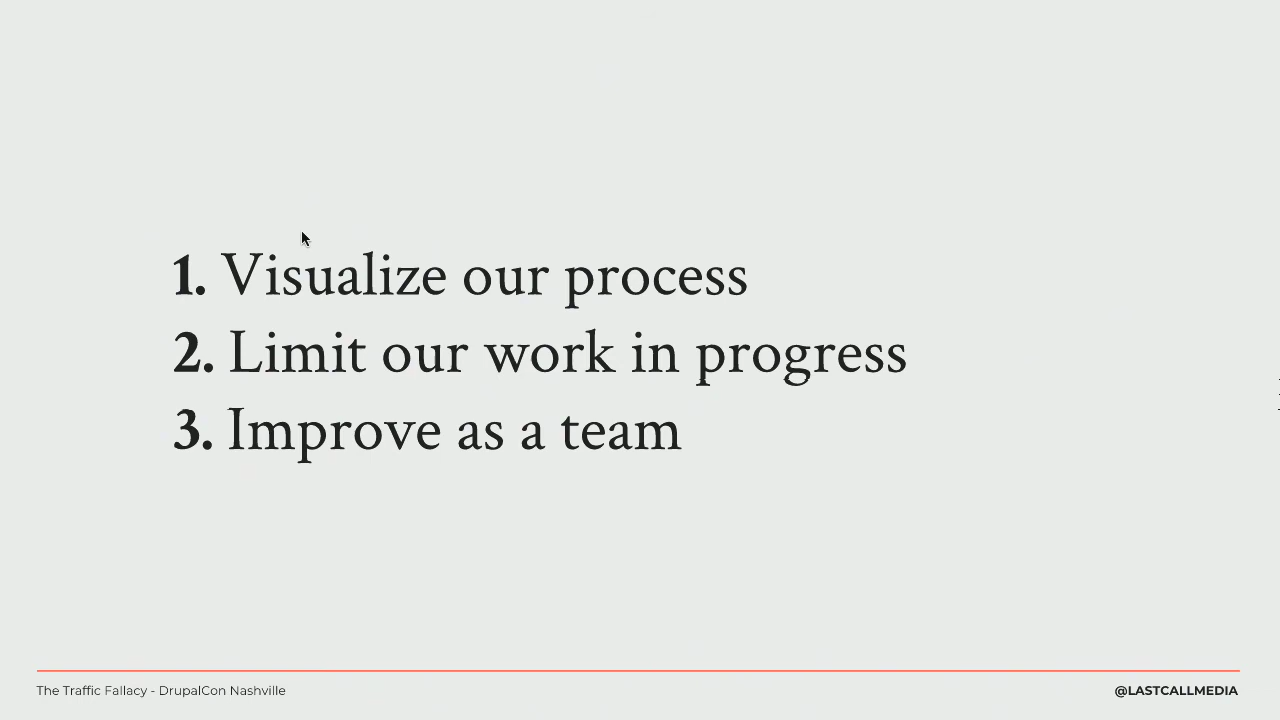 1. Visualize our process
2. Limit our work in progress
3. Improve as a team
The Traffic Fallacy - DrupalCon Nashville
@LASTCALLMEDIA